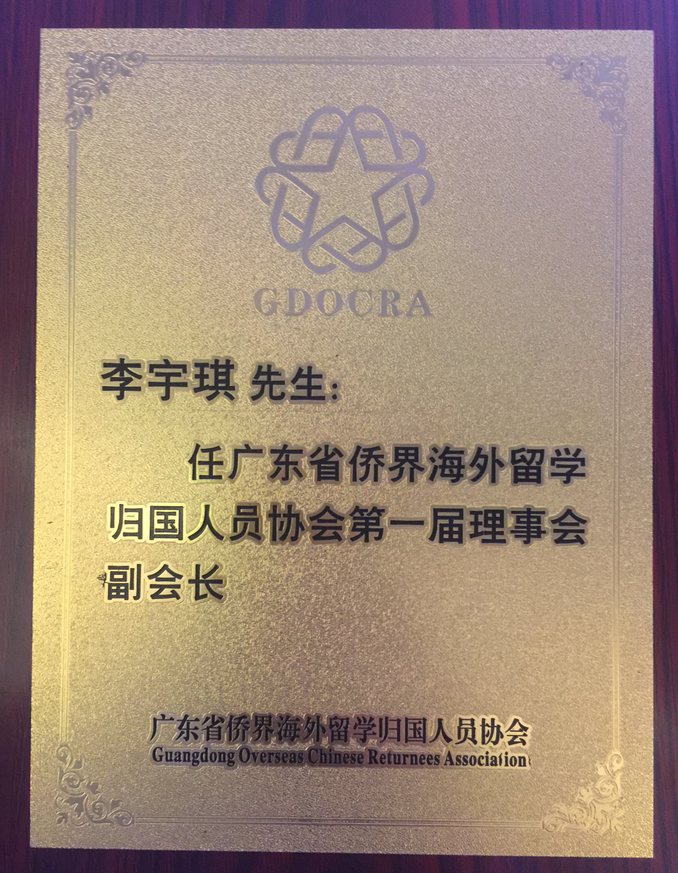 GDOCRA
李宇琪 先生:
任广东省侨界海外留学
归国人员协会第一届理事会
副会长
广东省侨界海外留学归国人员协会
Guangdong Overseas Chinese Returnees Association